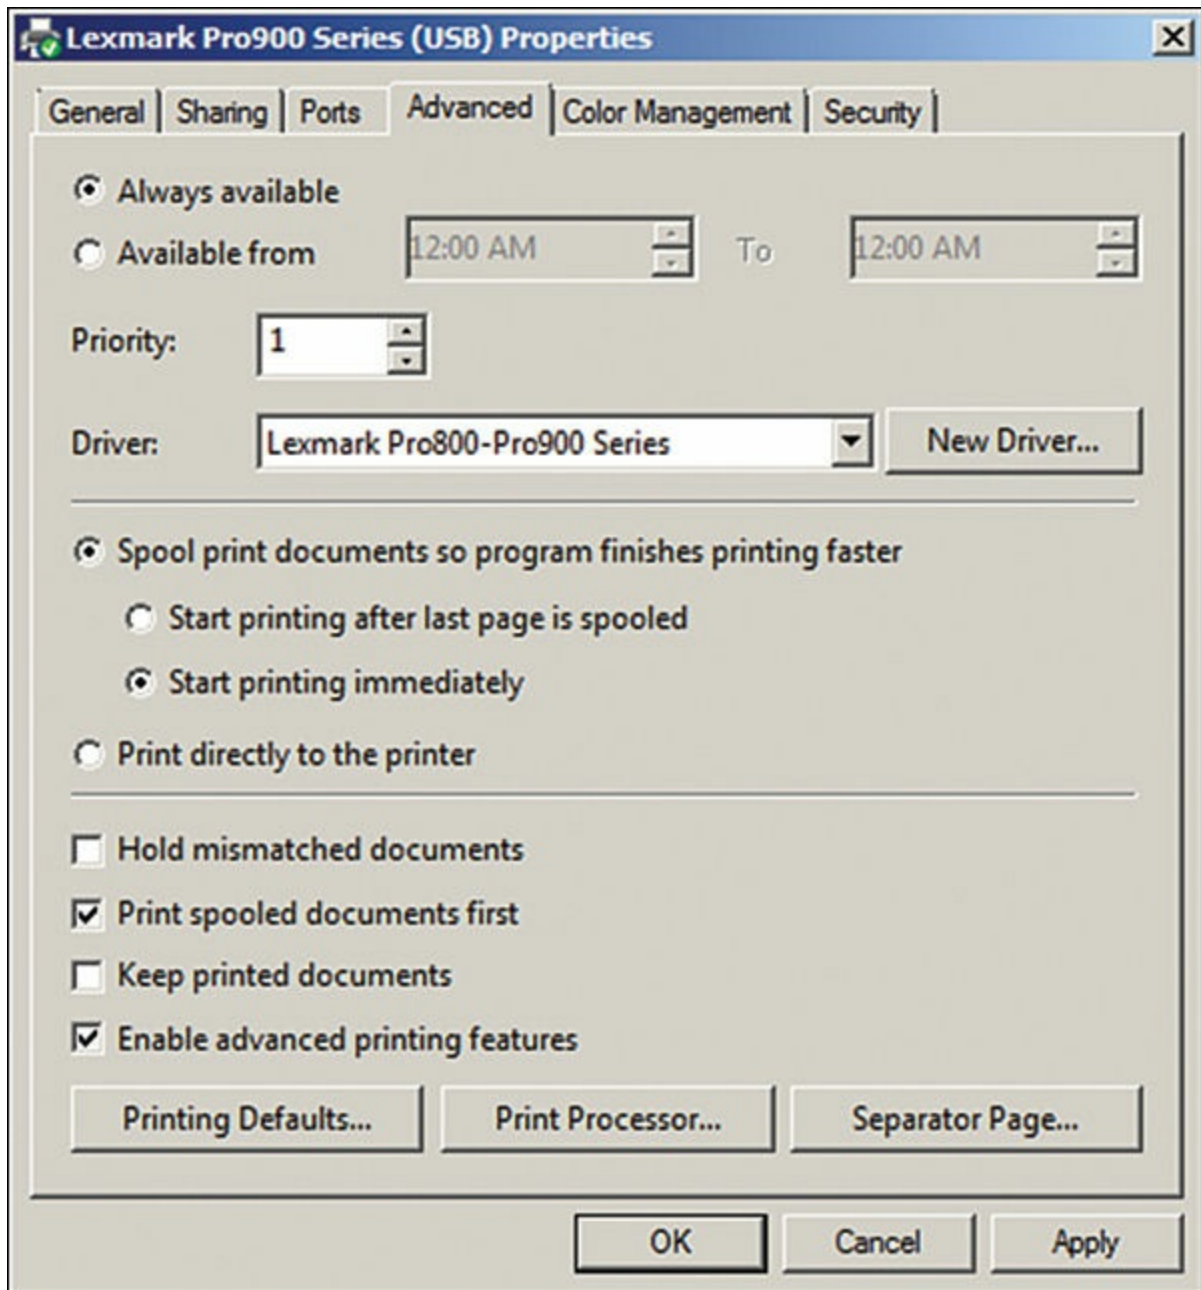 Lexmark Pro900 Series (USB) Properties
General Sharing Ports Advanced Color Management Security
Always available
Available from 12:00 AM To 12:00 AM
Priority: 1
Driver: Lexmark Pro800-Pro900 Series New Driver...
Spool print documents so program finishes printing faster
Start printing after last page is spooled
Start printing immediately
Print directly to the printer
Hold mismatched documents
Print spooled documents first
Keep printed documents
Enable advanced printing features
Printing Defaults... Print Processor... Separator Page...
OK Cancel Apply